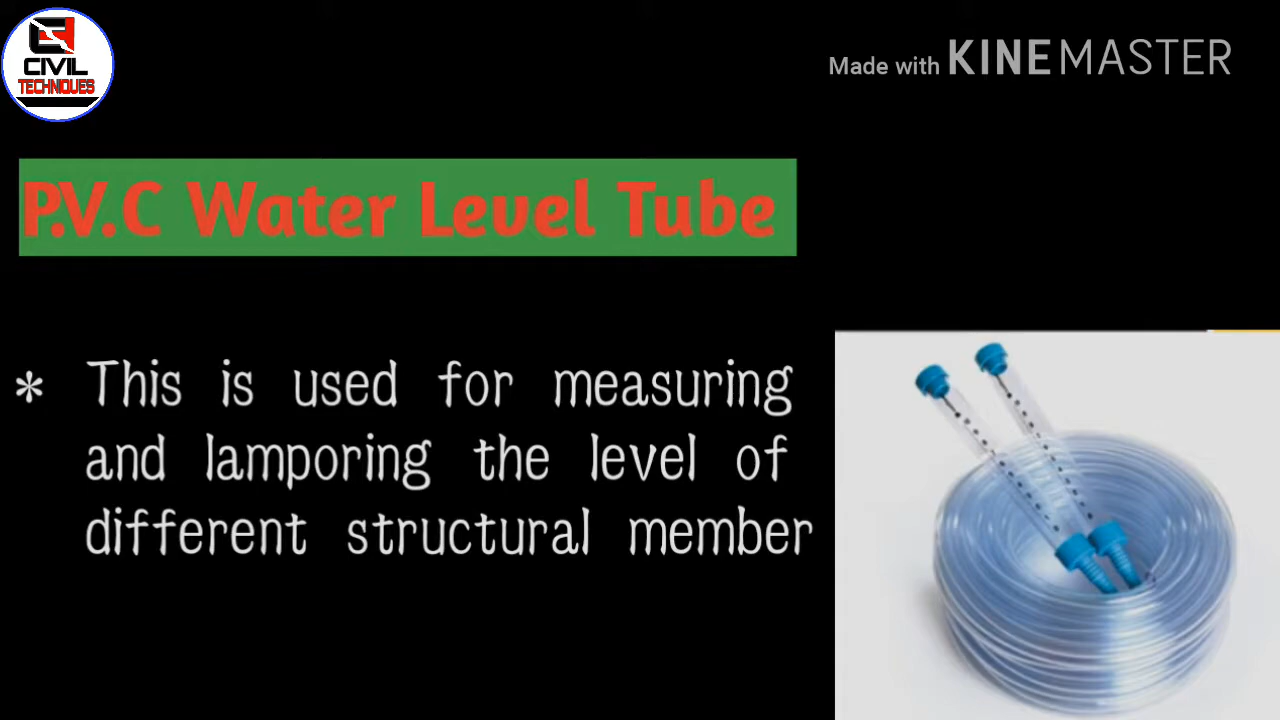 CIVIL
TECHNIQUES
Made with KINEMASTER
P.V.C Water Level Tube
* This is used for measuring
and lamporing the level of
different structural member